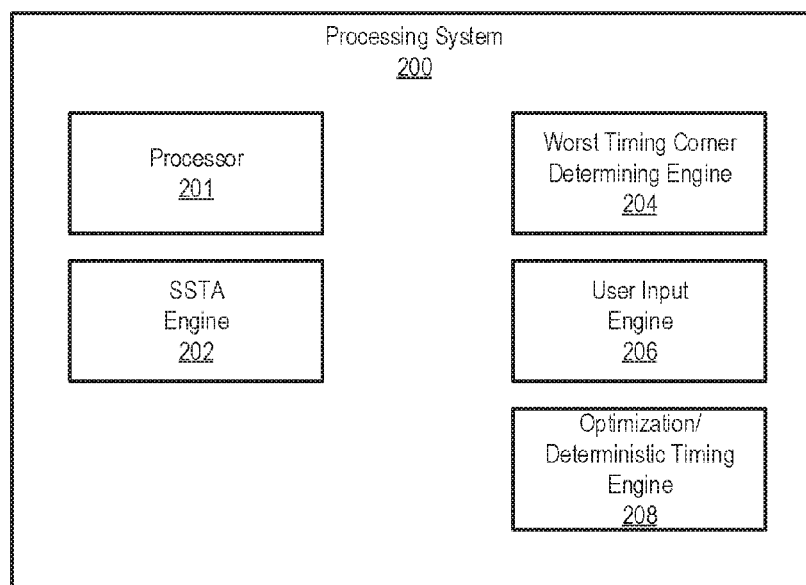 Processing System
200
Processor
201
Worst Timing Corner
Determining Engine
204
SSTA
Engine
202
User Input
Engine
206
Optimization/
Deterministic Timing
Engine
208